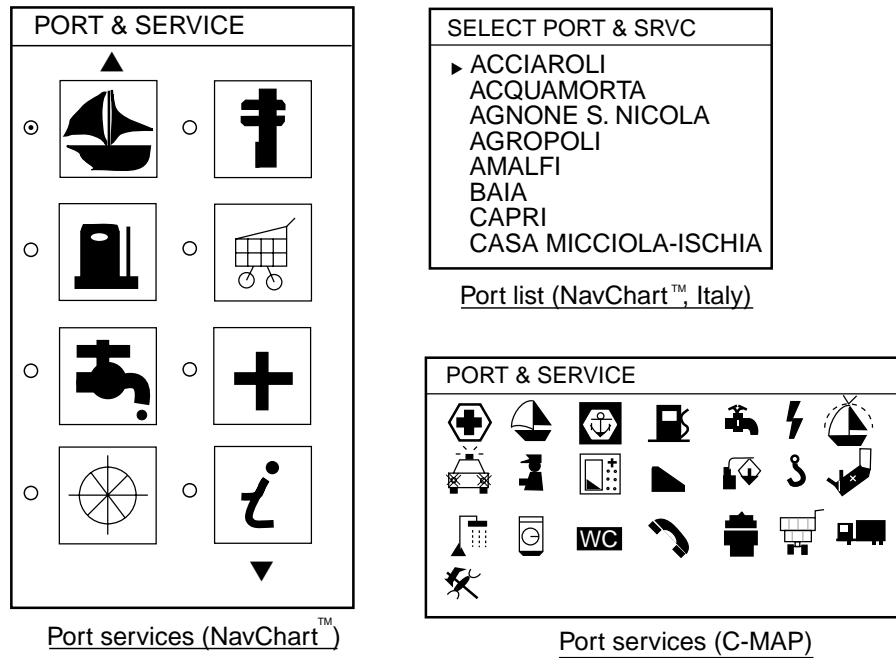 PORT & SERVICE
Port services (NavChart™)
SELECT PORT & SRVC
ACCIAROLI
ACQUAMORTA
AGNONE S. NICOLA
AGROPOLI
AMALFI
BAIA
CAPRI
CASA MICCIOLA-ISCHIA
Port list (NavChart™, Italy)
PORT & SERVICE
WC
Port services (C-MAP)